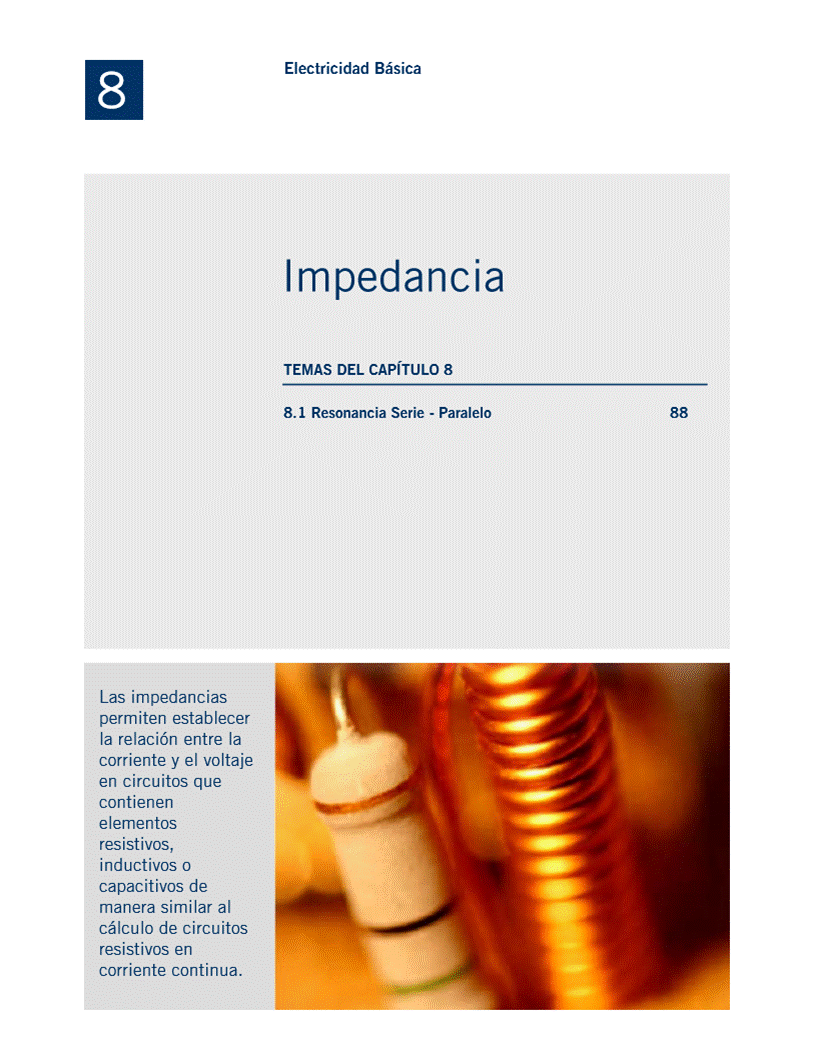 8
Electricidad Básica
Impedancia
TEMAS DEL CAPÍTULO 8
8.1 Resonancia Serie - Paralelo 88
Las impedancias
permiten establecer
la relación entre la
corriente y el voltaje
en circuitos que
contienen
elementos
resistivos,
inductivos o
capacitivos de
manera similar al
cálculo de circuitos
resistivos en
corriente continua.